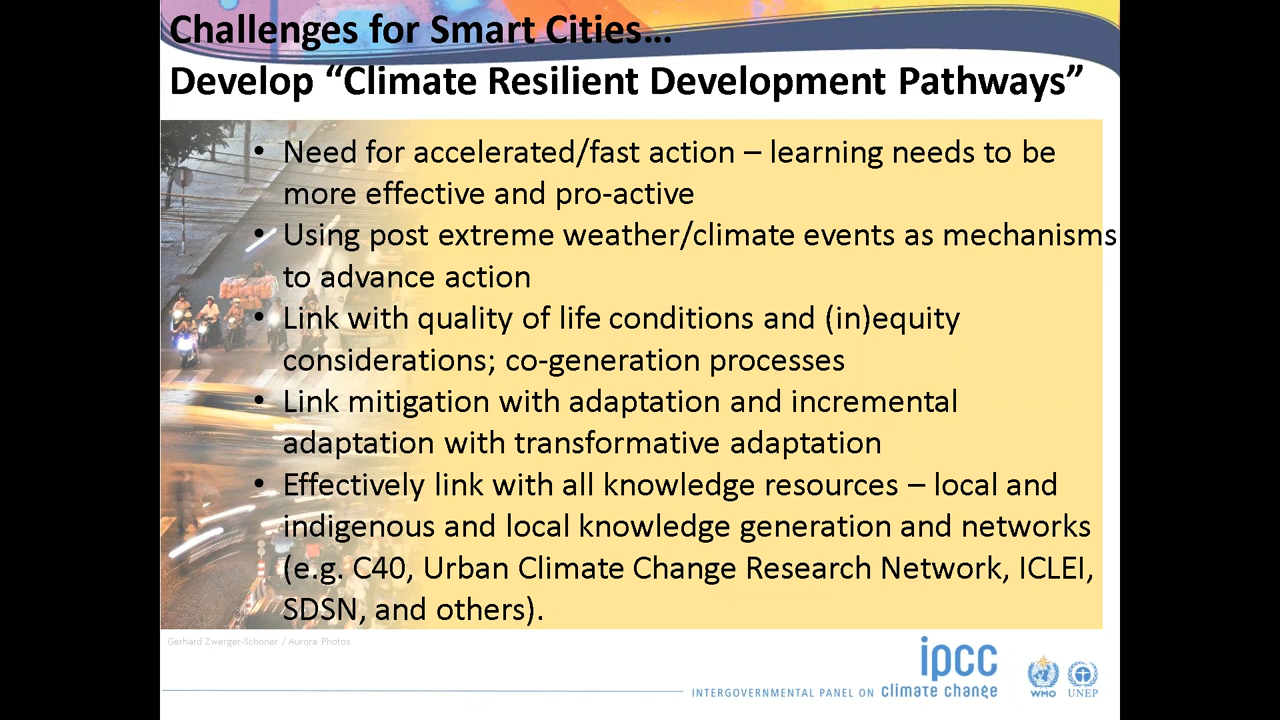 Challenges for Smart Cities…
Develop “Climate Resilient Development Pathways”
• Need for accelerated/fast action – learning needs to be
more effective and pro-active
• Using post extreme weather/climate events as mechanisms
to advance action
• Link with quality of life conditions and (in)equity
considerations; co-generation processes
• Link mitigation with adaptation and incremental
adaptation with transformative adaptation
• Effectively link with all knowledge resources – local and
indigenous and local knowledge generation and networks
(e.g. C40, Urban Climate Change Research Network, ICLEI,
SDSN, and others).
Gerhard Zwerger-Schoner / Aurora Photos
ipcc
INTERGOVERNMENTAL PANEL ON climate change
WMO
UNEP